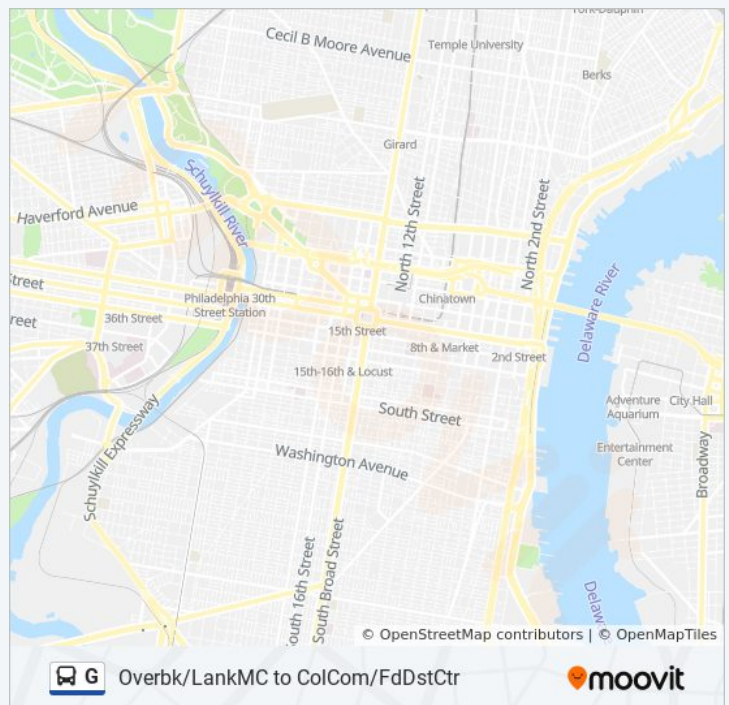 York-Dauphin
Cecil B Moore Avenue
Temple University
Berks
Girard
Schuylkill River
Haverford Avenue
North 12th Street
North 2nd Street
Delaware River
Street
Philadelphia 30th
Street Station
Chinatown
36th Street
reet
15th Street
37th Street
8th & Market
2nd Street
15th-16th & Locust
Adventure
Aquarium
City Hall
South Street
Schuylkill Expressway
Washington Avenue
Entertainment
Center
Broadway
South 16th Street
South Broad Street
Delaw
© OpenStreetMap contributors | © OpenMapTiles
G Overbk/LankMC to ColCom/FdDstCtr
moovit